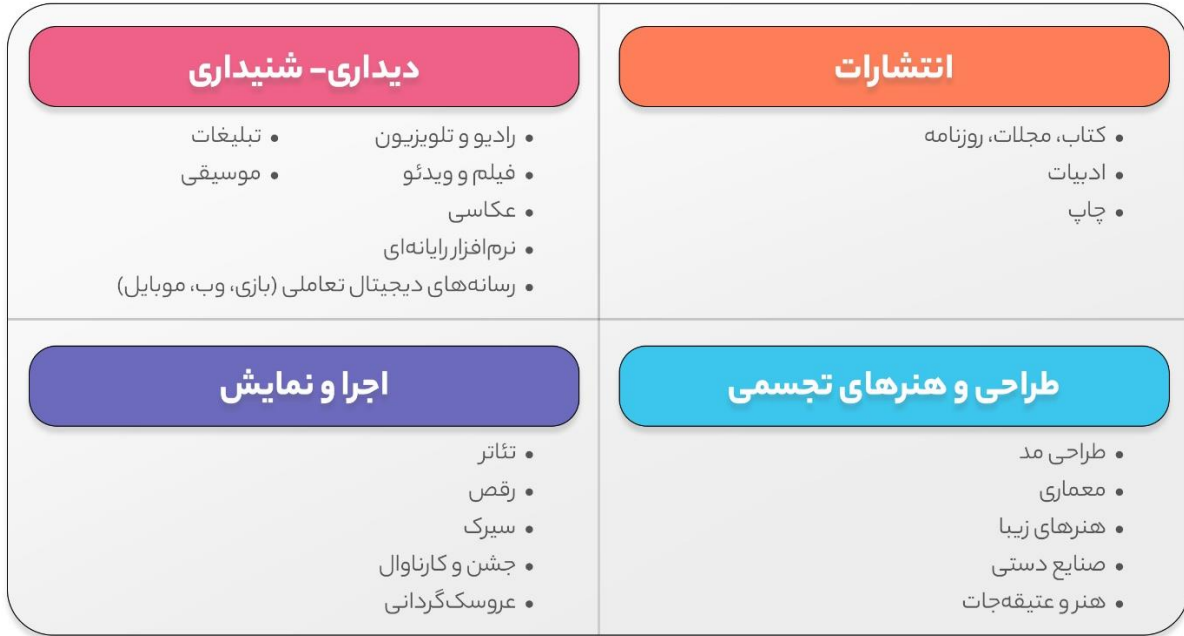 انتشارات
• کتاب، مجلات، روزنامه
• ادبیات
• چاپ
دیداری- شنیداری
• رادیو و تلویزیون
• فیلم و ویدئو
• عکاسی
• نرم‌افزار رایانه‌ای
• رسانه‌های دیجیتال تعاملی (بازی، وب، موبایل)
• تبلیغات
• موسیقی
طراحی و هنرهای تجسمی
• طراحی مد
• معماری
• هنرهای زیبا
• صنایع دستی
• هنر و عتیقه‌جات
اجرا و نمایش
• تئاتر
• رقص
• سیرک
• جشن و کارناوال
• عروسک‌گردانی